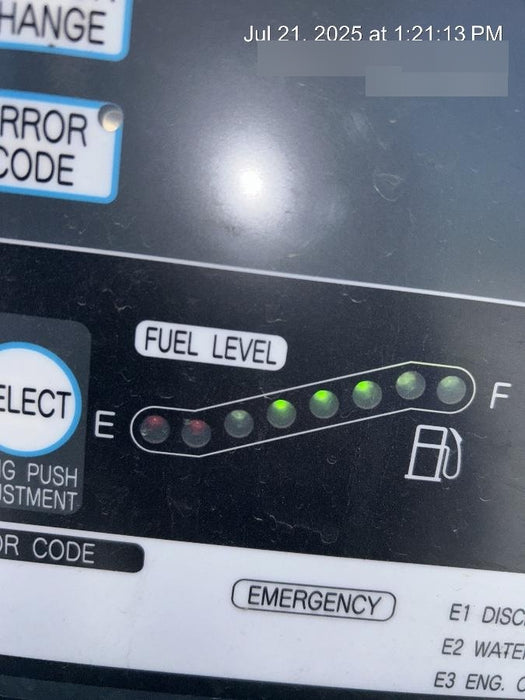 HANGE
Jul 21, 2025 at 1:21:13 PM
RROR
CODE
FUEL LEVEL
ELECT
E
F
G PUSH
USTMENT
OR CODE
EMERGENCY
E1 DISC
E2 WATE
E3 ENG.